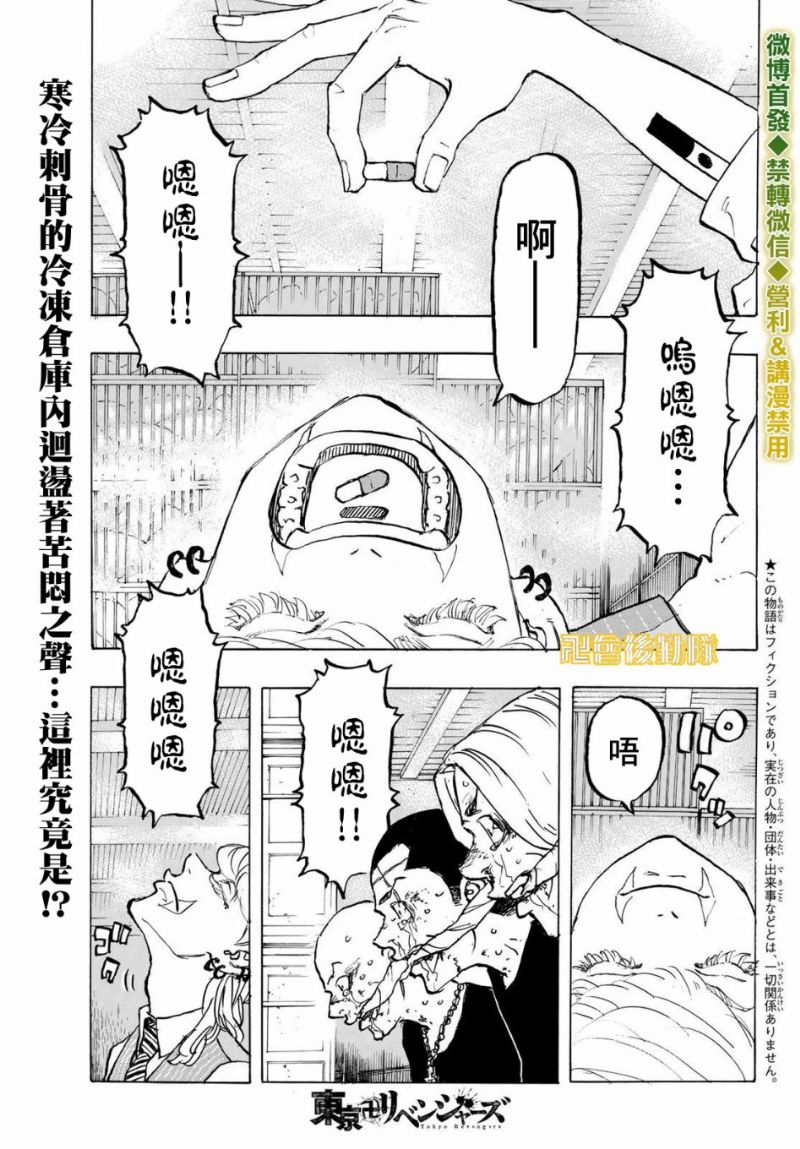 微博首發◆禁轉微信◆營利&講漫禁用
★この物語はフィクションであり、実在の人物・団体・出来事などとは、一切関係ありません。
啊—
嗚嗯嗯…
嗯嗯—!!
唔
嗯嗯!!
嗯嗯嗯
寒冷刺骨的冷凍倉庫內迴盪著苦悶之聲…這裡究竟是!?
卍會後勤隊
東京卍リベンジャーズ
Tokyo Revengers